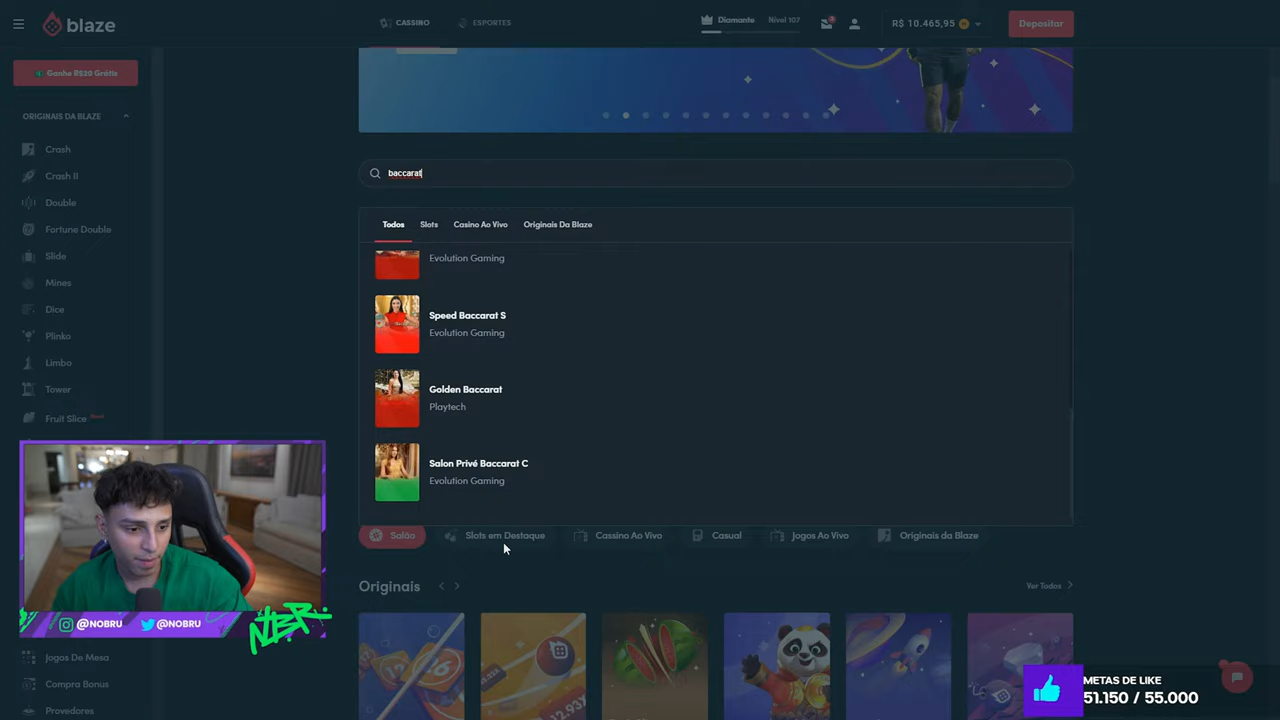 blaze
CASSINO
ESPORTES
Diamante
Nível 107
R$ 10.465,95
Depositar
Ganhe R$20 Grátis
ORIGINAIS DA BLAZE
Crash
Crash II
Double
Fortune Double
Slide
Mines
Dice
Plinko
Limbo
Tower
Fruit Slice
baccarat
Todos
Slots
Casino Ao Vivo
Originais Da Blaze
Evolution Gaming
Speed Baccarat S
Evolution Gaming
Golden Baccarat
Playtech
Salon Privé Baccarat C
Evolution Gaming
Salão
Slots em Destaque
Cassino Ao Vivo
Casual
Jogos Ao Vivo
Originais da Blaze
Originais
Ver Todos
@NOBRU
@NOBRU
NBR
Jogos De Mesa
Compra Bonus
Provedores
METAS DE LIKE
51.150 / 55.000